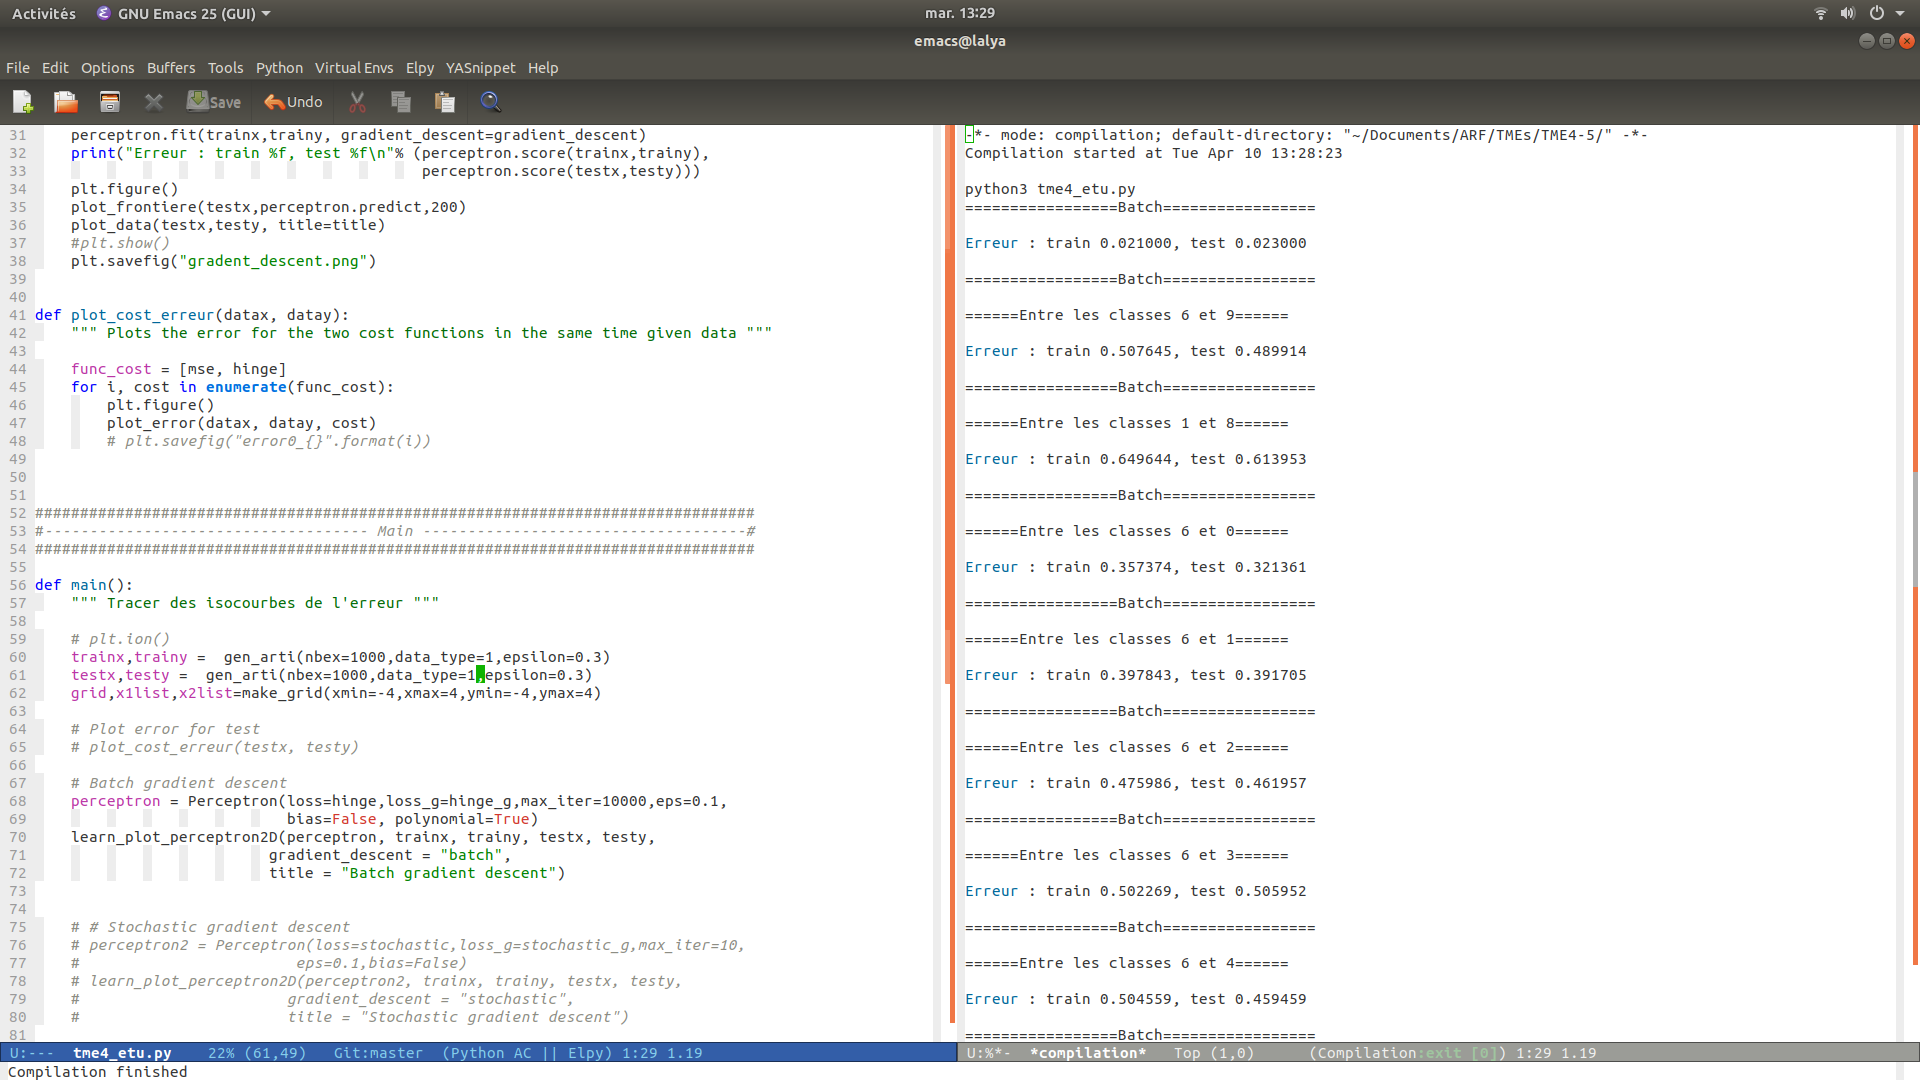 Activités GNU Emacs 25 (GUI) mar. 13:29
emacs@lalya
File Edit Options Buffers Tools Python Virtual Envs Elpy YASnippet Help
Save Undo
31     perceptron.fit(trainx,trainy, gradient_descent=gradient_descent)
32     print("Erreur : train %f, test %f\n"% (perceptron.score(trainx,trainy),
33                                            perceptron.score(testx,testy)))
34     plt.figure()
35     plot_frontiere(testx,perceptron.predict,200)
36     plot_data(testx,testy, title=title)
37     #plt.show()
38     plt.savefig("gradent_descent.png")
39
40
41 def plot_cost_erreur(datax, datay):
42     """ Plots the error for the two cost functions in the same time given data """
43
44     func_cost = [mse, hinge]
45     for i, cost in enumerate(func_cost):
46         plt.figure()
47         plot_error(datax, datay, cost)
48         # plt.savefig("error0_{}".format(i))
49
50
51
52 ################################################################################
53 #------------------------------------ Main ------------------------------------#
54 ################################################################################
55
56 def main():
57     """ Tracer des isocourbes de l'erreur """
58
59     # plt.ion()
60     trainx,trainy =  gen_arti(nbex=1000,data_type=1,epsilon=0.3)
61     testx,testy =  gen_arti(nbex=1000,data_type=1,epsilon=0.3)
62     grid,x1list,x2list=make_grid(xmin=-4,xmax=4,ymin=-4,ymax=4)
63
64     # Plot error for test
65     # plot_cost_erreur(testx, testy)
66
67     # Batch gradient descent
68     perceptron = Perceptron(loss=hinge,loss_g=hinge_g,max_iter=10000,eps=0.1,
69                             bias=False, polynomial=True)
70     learn_plot_perceptron2D(perceptron, trainx, trainy, testx, testy,
71                           gradient_descent = "batch",
72                           title = "Batch gradient descent")
73
74
75     # # Stochastic gradient descent
76     # perceptron2 = Perceptron(loss=stochastic,loss_g=stochastic_g,max_iter=10,
77     #                        eps=0.1,bias=False)
78     # learn_plot_perceptron2D(perceptron2, trainx, trainy, testx, testy,
79     #                       gradient_descent = "stochastic",
80     #                       title = "Stochastic gradient descent")
81
U:---  tme4_etu.py    22% (61,49)   Git:master  (Python AC || Elpy) 1:29 1.19
-*- mode: compilation; default-directory: "~/Documents/ARF/TMEs/TME4-5/" -*-
Compilation started at Tue Apr 10 13:28:23

python3 tme4_etu.py
=================Batch=================

Erreur : train 0.021000, test 0.023000

=================Batch=================

======Entre les classes 6 et 9======

Erreur : train 0.507645, test 0.489914

=================Batch=================

======Entre les classes 1 et 8======

Erreur : train 0.649644, test 0.613953

=================Batch=================

======Entre les classes 6 et 0======

Erreur : train 0.357374, test 0.321361

=================Batch=================

======Entre les classes 6 et 1======

Erreur : train 0.397843, test 0.391705

=================Batch=================

======Entre les classes 6 et 2======

Erreur : train 0.475986, test 0.461957

=================Batch=================

======Entre les classes 6 et 3======

Erreur : train 0.502269, test 0.505952

=================Batch=================

======Entre les classes 6 et 4======

Erreur : train 0.504559, test 0.459459

=================Batch=================
U:%*-  *compilation*   Top (1,0)      (Compilation:exit [0]) 1:29 1.19
Compilation finished